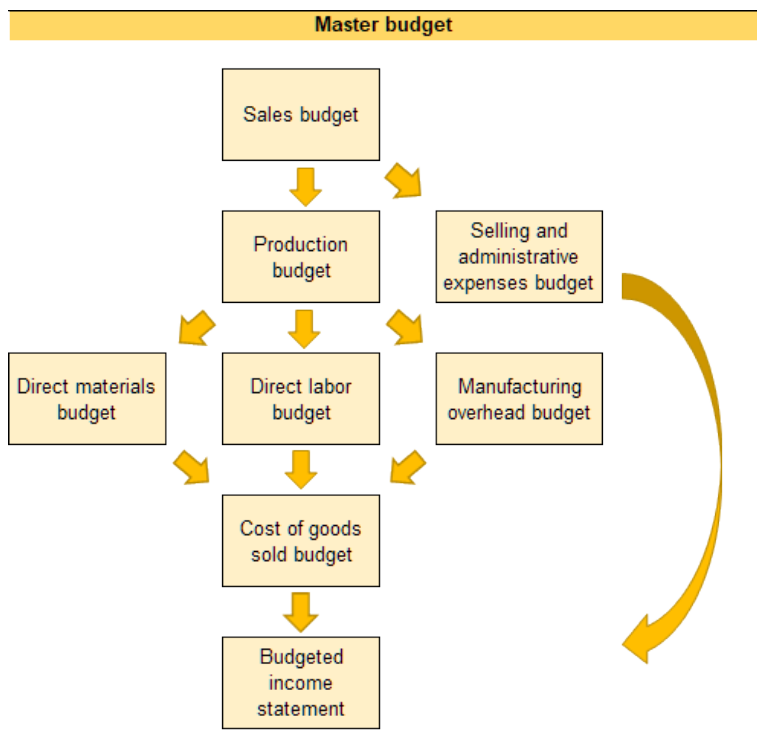 Master budget
Sales budget
Production
budget
Selling and
administrative
expenses budget
Direct materials
budget
Direct labor
budget
Manufacturing
overhead budget
Cost of goods
sold budget
Budgeted
income
statement